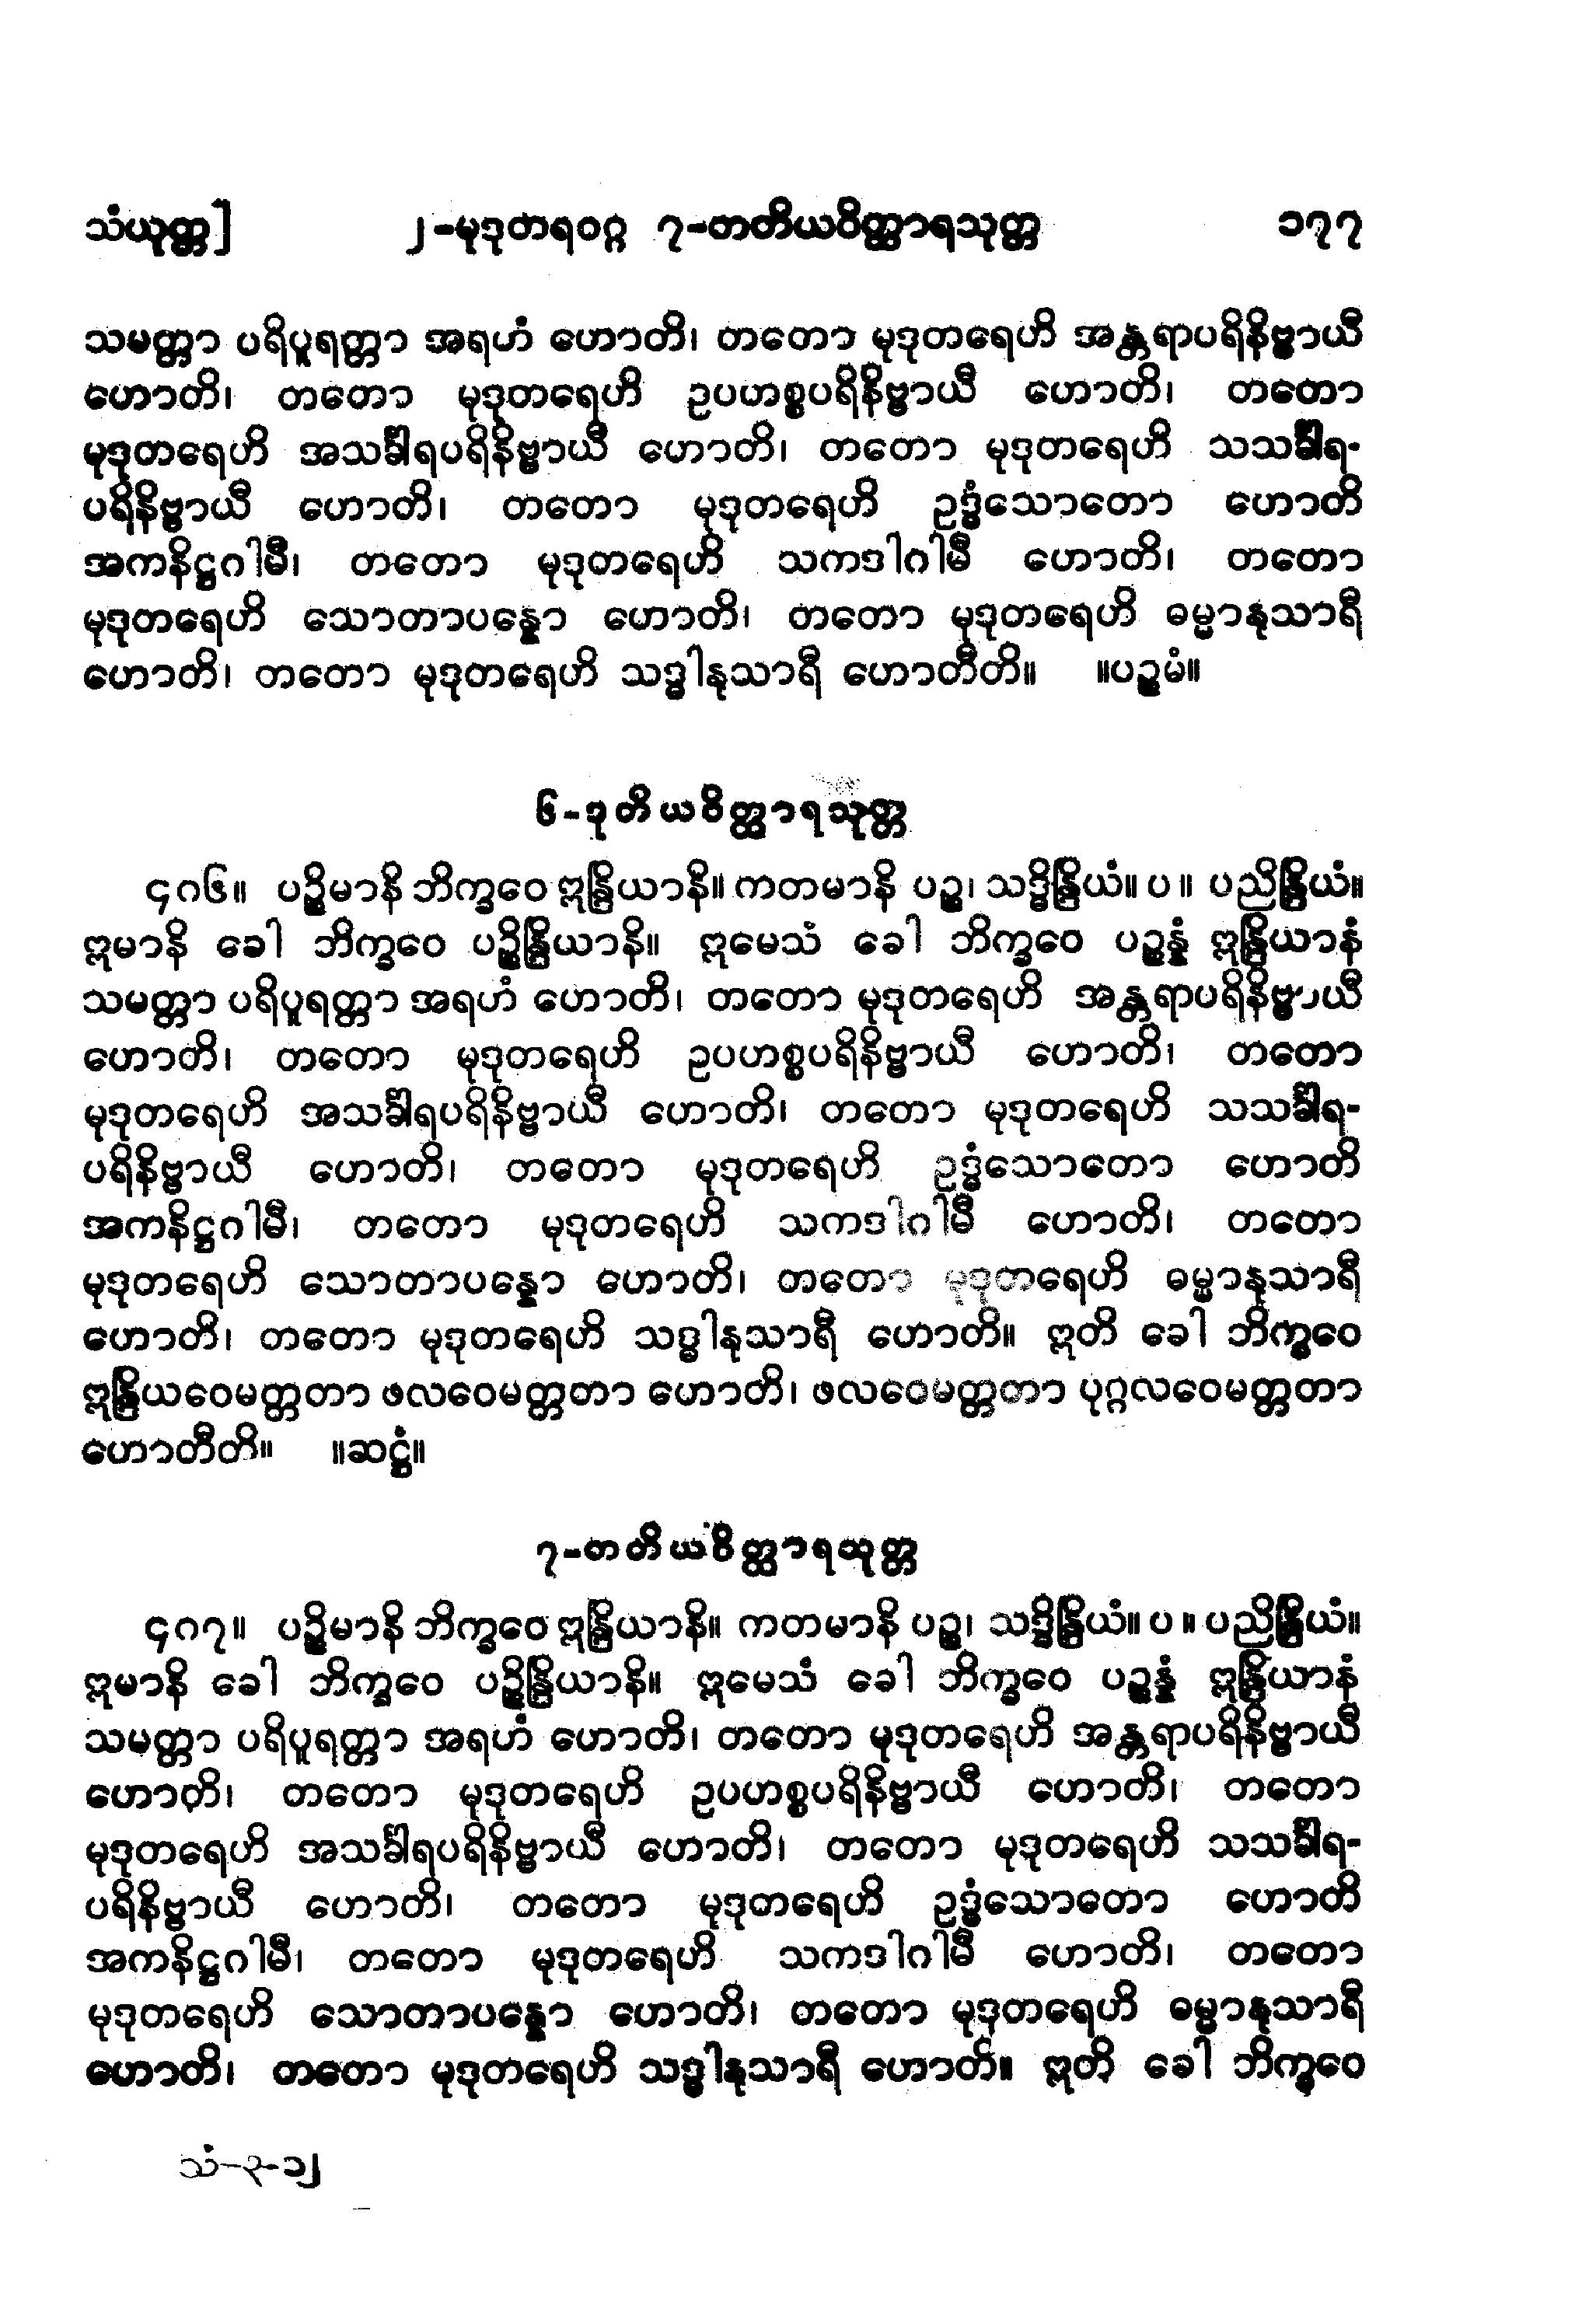 သံယုတ္တ] ၂-မုဒုတရဝဂ္ဂ ၇-တတိယဝိတ္ထာရသုတ္တ ၁၇၇
သမတ္တာ ပရိပူရတ္တာ အရဟံ ဟောတိ၊ တတော မုဒုတရေဟိ အန္တရာပရိနိဗ္ဗာယီ
ဟောတိ၊ တတော မုဒုတရေဟိ ဥပဟစ္စပရိနိဗ္ဗာယီ ဟောတိ၊ တတော
မုဒုတရေဟိ အသင်္ခါရပရိနိဗ္ဗာယီ ဟောတိ၊ တတော မုဒုတရေဟိ သသင်္ခါရ-
ပရိနိဗ္ဗာယီ ဟောတိ၊ တတော မုဒုတရေဟိ ဥဒ္ဓံသောတော ဟောတိ
အကနိဋ္ဌဂါမီ၊ တတော မုဒုတရေဟိ သကဒါဂါမီ ဟောတိ၊ တတော
မုဒုတရေဟိ သောတာပန္နော ဟောတိ၊ တတော မုဒုတရေဟိ ဓမ္မာနုသာရီ
ဟောတိ၊ တတော မုဒုတရေဟိ သဒ္ဓါနုသာရီ ဟောတီတိ။ ။ပဉ္စမံ။
၆-ဒုတိယဝိတ္ထာရသုတ္တ
၄၈၆။ ပဉ္စိမာနိ ဘိက္ခဝေ ဣန္ဒြိယာနိ။ ကတမာနိ ပဉ္စ၊ သဒ္ဓိန္ဒြိယံ။ ပ ။ ပညိန္ဒြိယံ။
ဣမာနိ ခေါ ဘိက္ခဝေ ပဉ္စိန္ဒြိယာနိ။ ဣမေသံ ခေါ ဘိက္ခဝေ ပဉ္စန္နံ ဣန္ဒြိယာနံ
သမတ္တာ ပရိပူရတ္တာ အရဟံ ဟောတိ၊ တတော မုဒုတရေဟိ အန္တရာပရိနိဗ္ဗာယီ
ဟောတိ၊ တတော မုဒုတရေဟိ ဥပဟစ္စပရိနိဗ္ဗာယီ ဟောတိ၊ တတော
မုဒုတရေဟိ အသင်္ခါရပရိနိဗ္ဗာယီ ဟောတိ၊ တတော မုဒုတရေဟိ သသင်္ခါရ-
ပရိနိဗ္ဗာယီ ဟောတိ၊ တတော မုဒုတရေဟိ ဥဒ္ဓံသောတော ဟောတိ
အကနိဋ္ဌဂါမီ၊ တတော မုဒုတရေဟိ သကဒါဂါမီ ဟောတိ၊ တတော
မုဒုတရေဟိ သောတာပန္နော ဟောတိ၊ တတော မုဒုတရေဟိ ဓမ္မာနုသာရီ
ဟောတိ၊ တတော မုဒုတရေဟိ သဒ္ဓါနုသာရီ ဟောတိ။ ဣတိ ခေါ ဘိက္ခဝေ
ဣန္ဒြိယဝေမတ္တတာ ဖလဝေမတ္တတာ ဟောတိ၊ ဖလဝေမတ္တတာ ပုဂ္ဂလဝေမတ္တတာ
ဟောတီတိ။ ။ဆဋ္ဌံ။
၇-တတိယဝိတ္ထာရသုတ္တ
၄၈၇။ ပဉ္စိမာနိ ဘိက္ခဝေ ဣန္ဒြိယာနိ။ ကတမာနိ ပဉ္စ၊ သဒ္ဓိန္ဒြိယံ။ ပ ။ ပညိန္ဒြိယံ။
ဣမာနိ ခေါ ဘိက္ခဝေ ပဉ္စိန္ဒြိယာနိ။ ဣမေသံ ခေါ ဘိက္ခဝေ ပဉ္စန္နံ ဣန္ဒြိယာနံ
သမတ္တာ ပရိပူရတ္တာ အရဟံ ဟောတိ၊ တတော မုဒုတရေဟိ အန္တရာပရိနိဗ္ဗာယီ
ဟောတိ၊ တတော မုဒုတရေဟိ ဥပဟစ္စပရိနိဗ္ဗာယီ ဟောတိ၊ တတော
မုဒုတရေဟိ အသင်္ခါရပရိနိဗ္ဗာယီ ဟောတိ၊ တတော မုဒုတရေဟိ သသင်္ခါရ-
ပရိနိဗ္ဗာယီ ဟောတိ၊ တတော မုဒုတရေဟိ ဥဒ္ဓံသောတော ဟောတိ
အကနိဋ္ဌဂါမီ၊ တတော မုဒုတရေဟိ သကဒါဂါမီ ဟောတိ၊ တတော
မုဒုတရေဟိ သောတာပန္နော ဟောတိ၊ တတော မုဒုတရေဟိ ဓမ္မာနုသာရီ
ဟောတိ၊ တတော မုဒုတရေဟိ သဒ္ဓါနုသာရီ ဟောတိ။ ဣတိ ခေါ ဘိက္ခဝေ
သံ-၃-၁၂